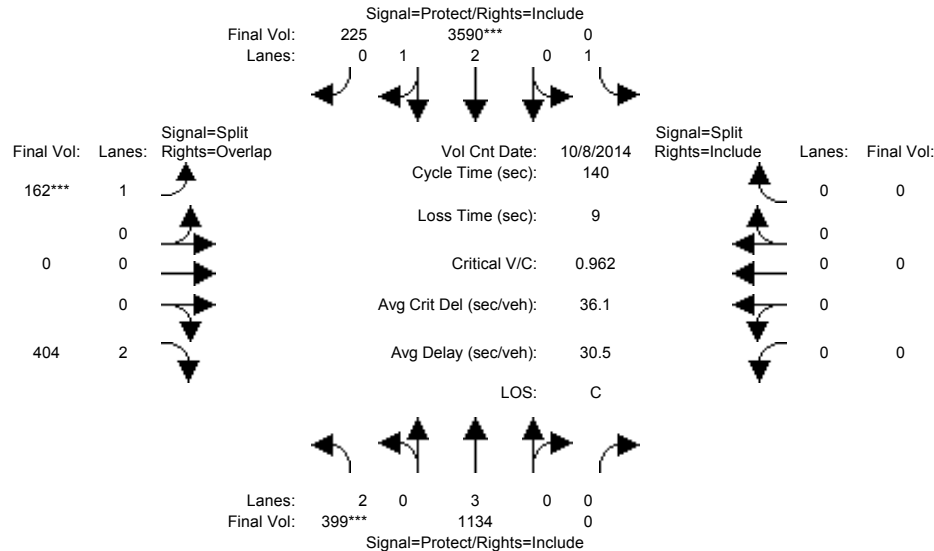 Signal=Protect/Rights=Include
Final Vol: 225 3590*** 0
Lanes: 0 1 2 0 1
Signal=Split Signal=Split
Final Vol: Lanes: Rights=Overlap Vol Cnt Date: 10/8/2014 Rights=Include Lanes: Final Vol:
Cycle Time (sec): 140
162*** 1 0 0
Loss Time (sec): 9
0 0
0 0 Critical V/C: 0.962 0 0
0 Avg Crit Del (sec/veh): 36.1 0
404 2 Avg Delay (sec/veh): 30.5 0 0
LOS: C
Lanes: 2 0 3 0 0
Final Vol: 399*** 1134 0
Signal=Protect/Rights=Include